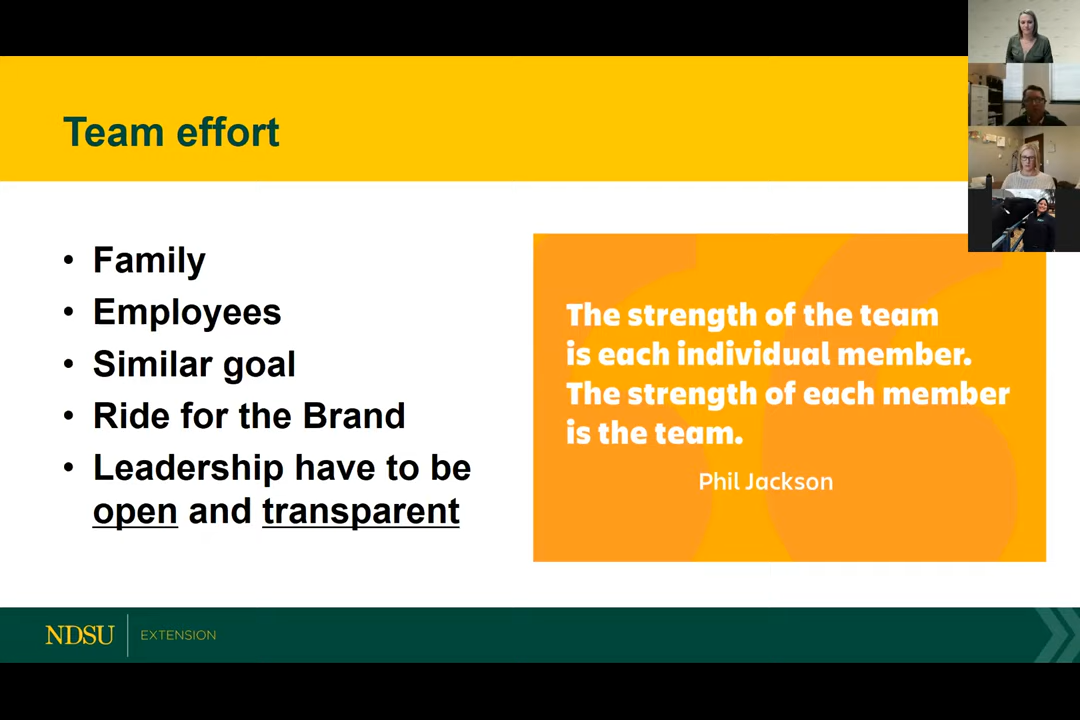 Team effort
• Family
• Employees
• Similar goal
• Ride for the Brand
• Leadership have to be
open and transparent
The strength of the team
is each individual member.
The strength of each member
is the team.
Phil Jackson
NDSU
EXTENSION